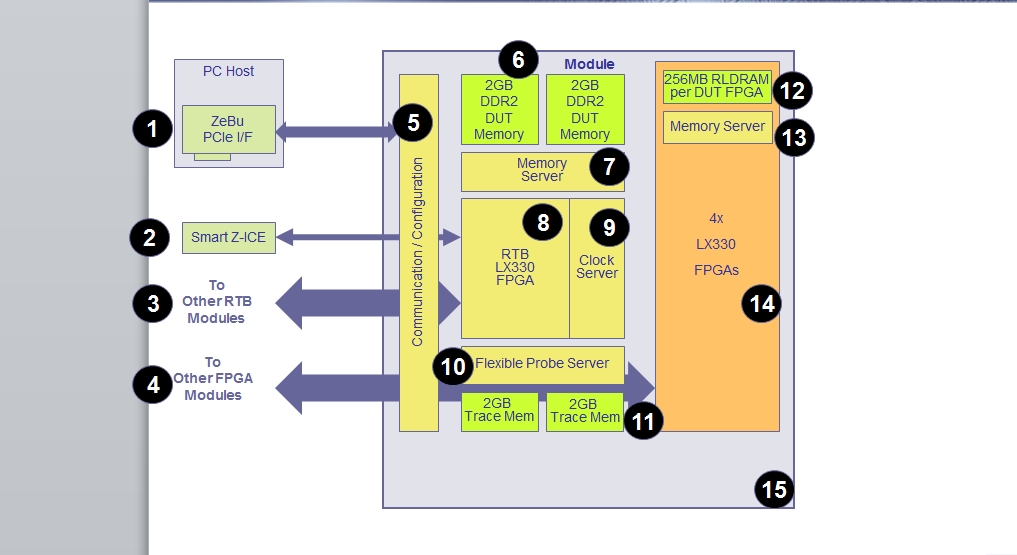 6
Module
PC Host
ZeBu
PCIe I/F
1
5
2GB
DDR2
DUT
Memory
2GB
DDR2
DUT
Memory
256MB RLDRAM
per DUT FPGA
12
Memory Server
13
Memory
Server
7
2
Smart Z-ICE
Communication / Configuration
8
RTB
LX330
FPGA
9
Clock
Server
4x
LX330
FPGAs
14
3
To
Other RTB
Modules
10
Flexible Probe Server
4
To
Other FPGA
Modules
2GB
Trace Mem
2GB
Trace Mem
11
15